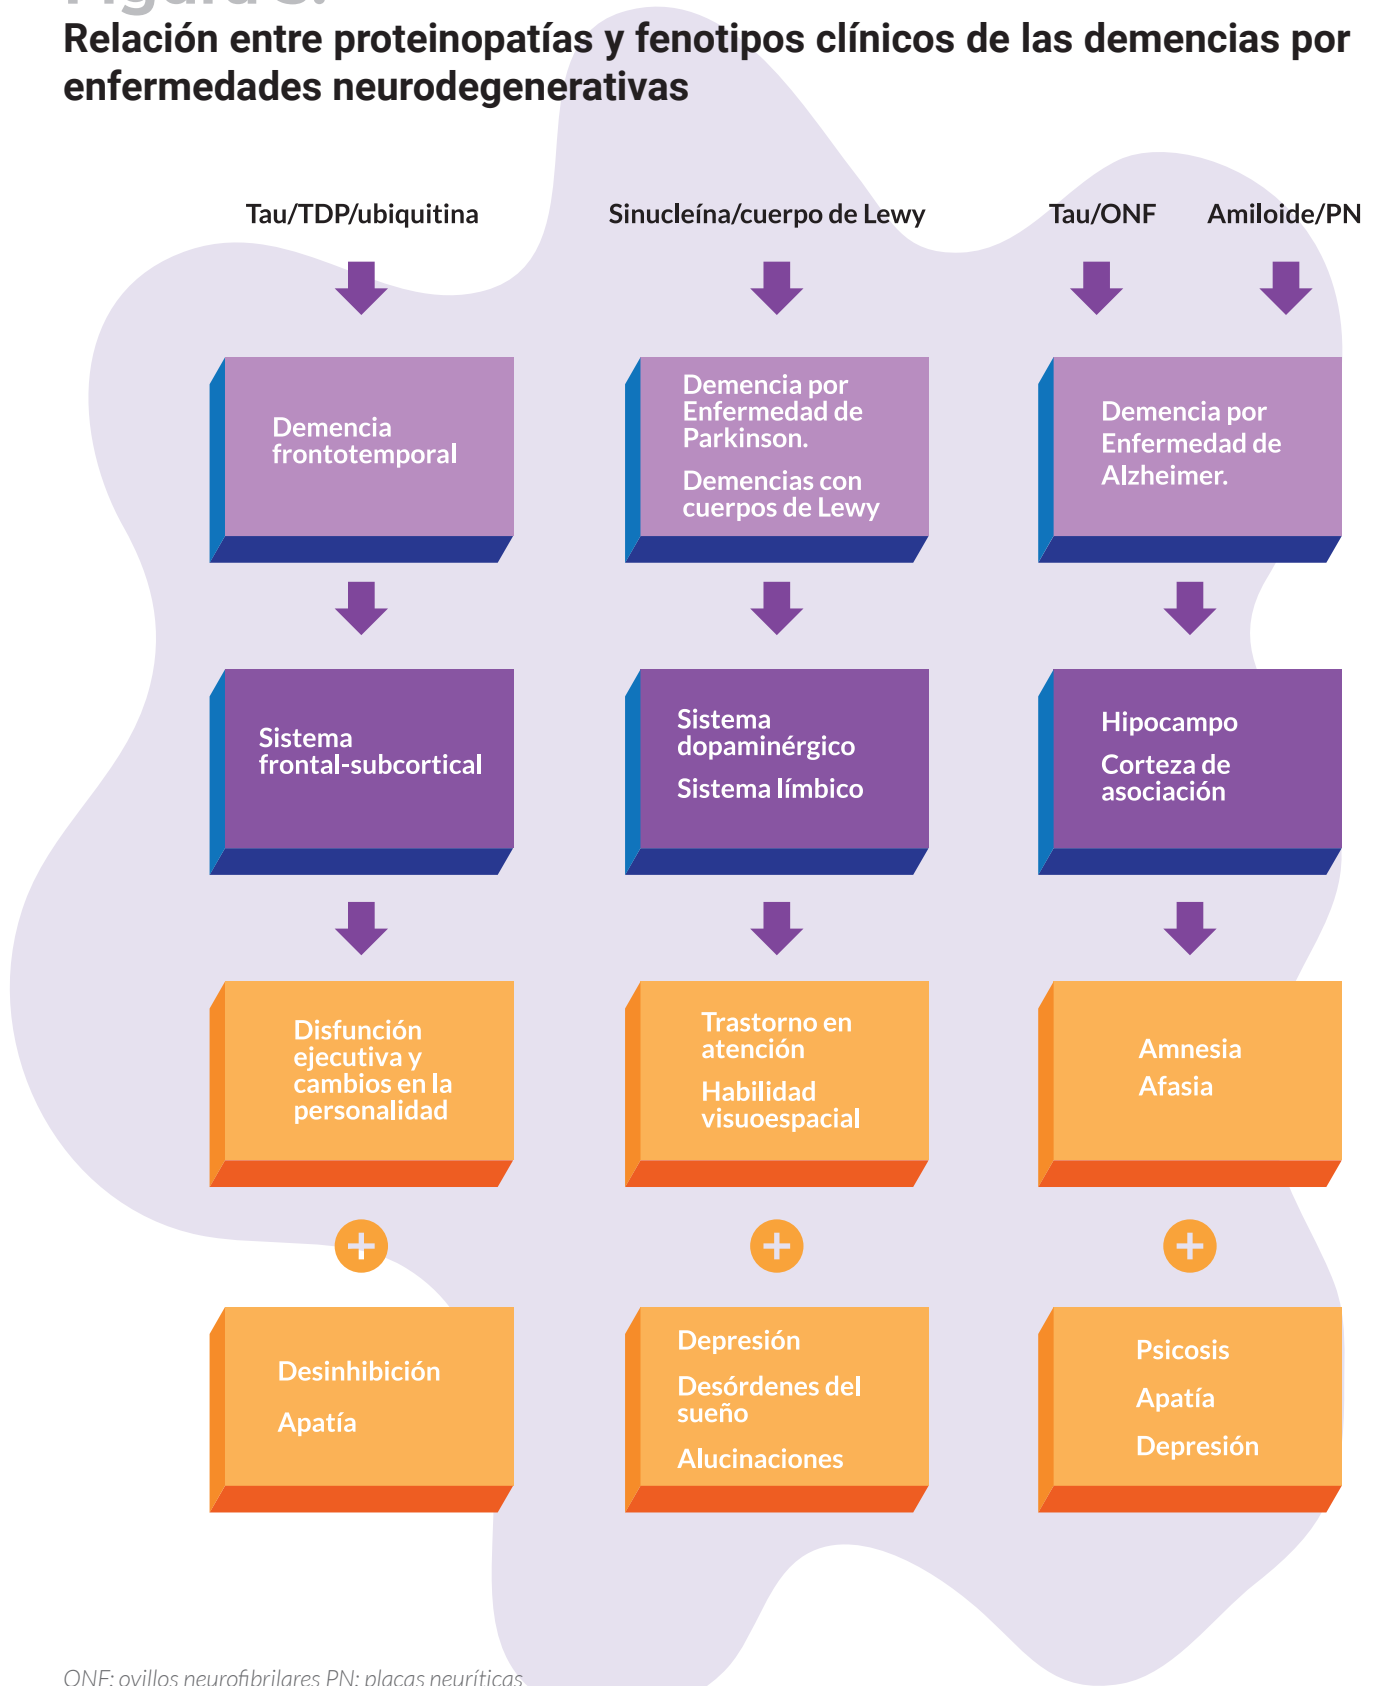 Relación entre proteinopatías y fenotipos clínicos de las demencias por
enfermedades neurodegenerativas
Tau/TDP/ubiquitina
Sinucleína/cuerpo de Lewy
Tau/ONF
Amiloide/PN
Demencia
frontotemporal
Demencia por
Enfermedad de
Parkinson.
Demencias con
cuerpos de Lewy
Demencia por
Enfermedad de
Alzheimer.
Sistema
frontal-subcortical
Sistema
dopaminérgico
Sistema límbico
Hipocampo
Corteza de
asociación
Disfunción
ejecutiva y
cambios en la
personalidad
Trastorno en
atención
Habilidad
visuoespacial
Amnesia
Afasia
Desinhibición
Apatía
Depresión
Desórdenes del
sueño
Alucinaciones
Psicosis
Apatía
Depresión
ONF: ovillos neurofibrilares PN: placas neuríticas